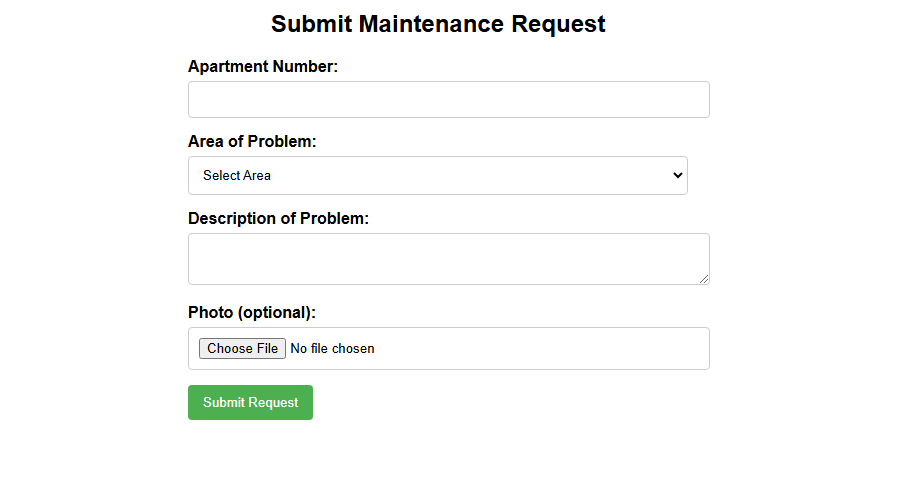 Submit Maintenance Request
Apartment Number:
Area of Problem:
Select Area
Description of Problem:
Photo (optional):
Choose File No file chosen
Submit Request